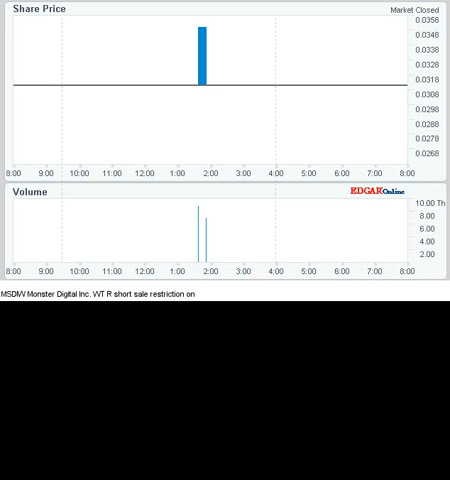 Share Price
Market Closed
0.0358
0.0348
0.0338
0.0328
0.0318
0.0308
0.0298
0.0288
0.0278
0.0268
8:00 9:00 10:00 11:00 12:00 1:00 2:00 3:00 4:00 5:00 6:00 7:00 8:00
Volume
EDGAR Online
10.00 Th
8.00
6.00
4.00
2.00
8:00 9:00 10:00 11:00 12:00 1:00 2:00 3:00 4:00 5:00 6:00 7:00 8:00
MSDIW Monster Digital Inc. WT R short sale restriction on